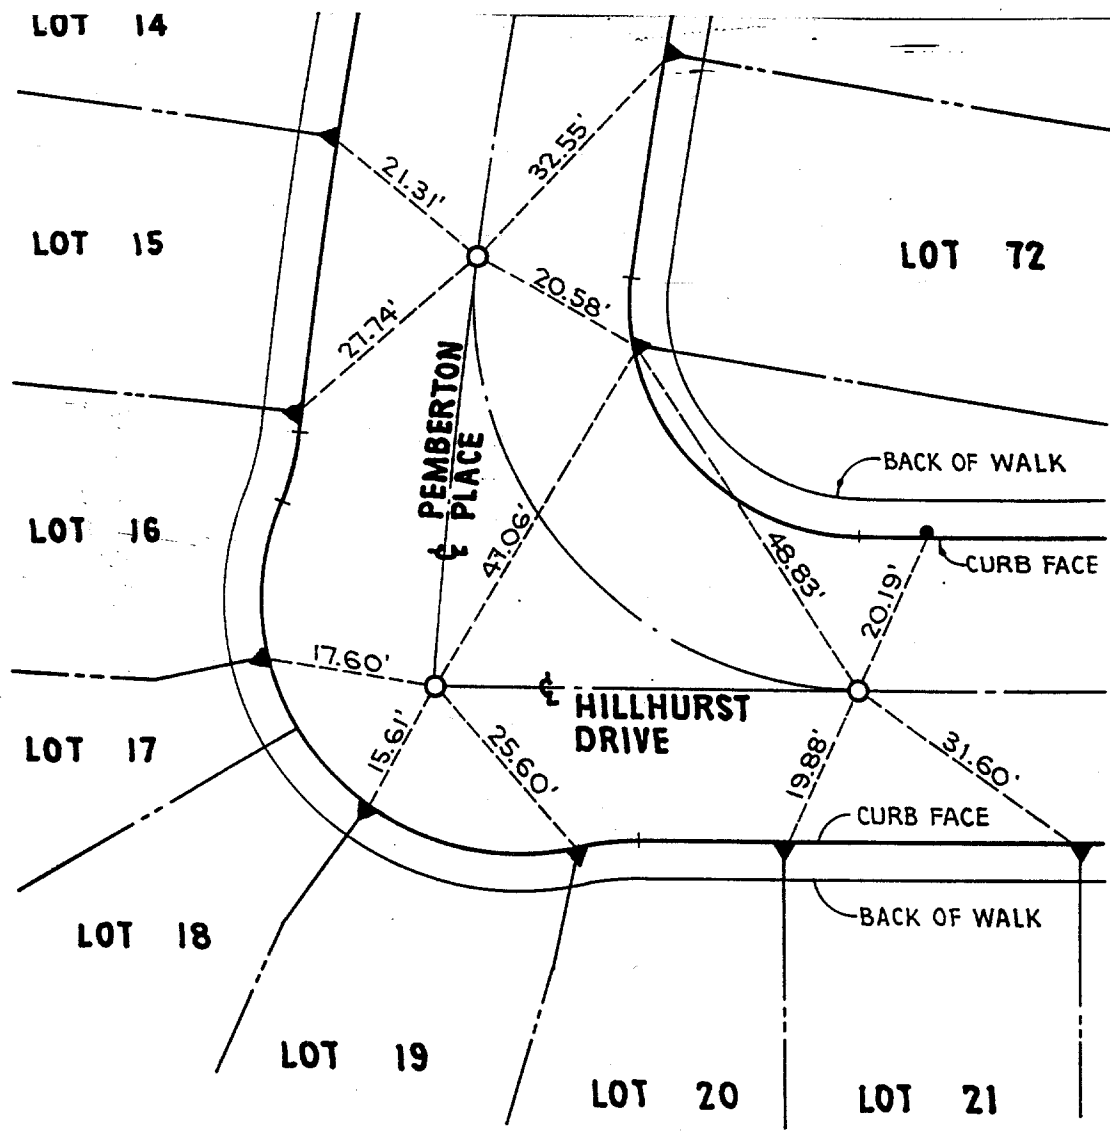 LOT 14
32.55'
21.31'
LOT 15
LOT 72
20.58'
27.74'
℄ PEMBERTON
PLACE
BACK OF WALK
LOT 16
47.06'
48.83'
20.19'
CURB FACE
17.60'
℄ HILLHURST
DRIVE
LOT 17
15.61'
25.60'
19.88'
31.60'
CURB FACE
BACK OF WALK
LOT 18
LOT 19
LOT 20
LOT 21